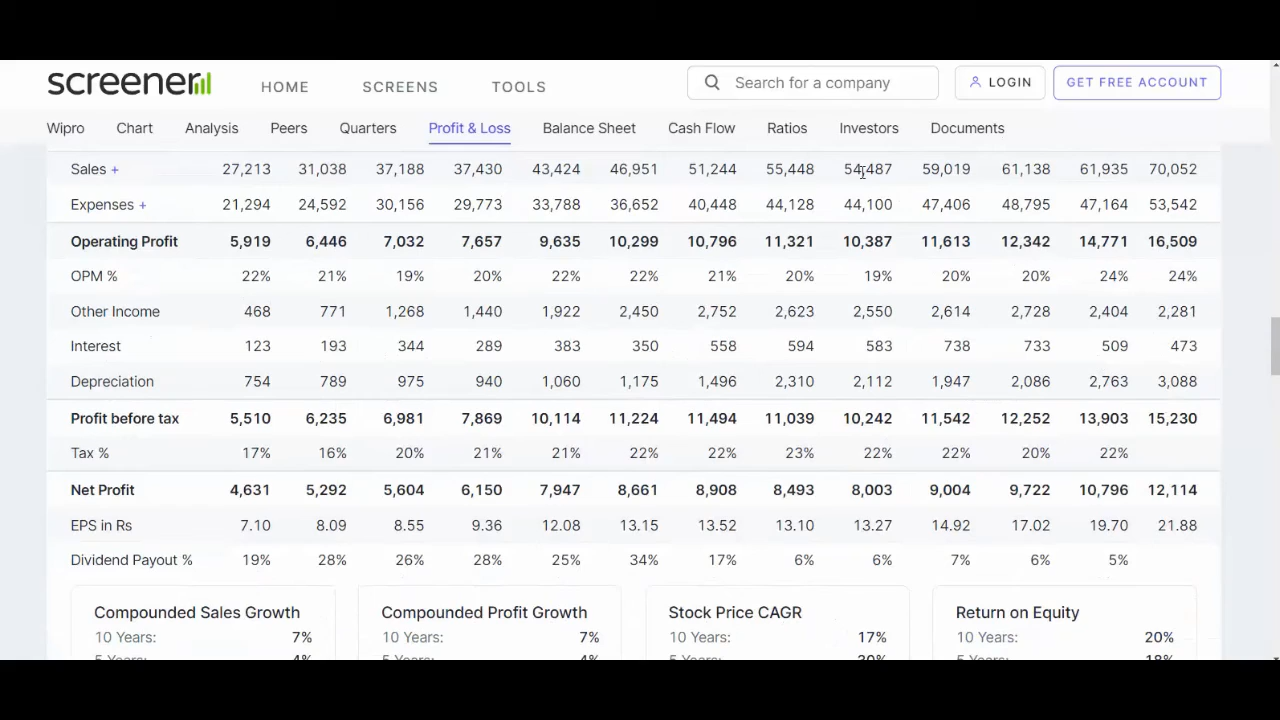 screener HOME SCREENS TOOLS Search for a company LOGIN GET FREE ACCOUNT
Wipro Chart Analysis Peers Quarters Profit & Loss Balance Sheet Cash Flow Ratios Investors Documents
Sales + 27,213 31,038 37,188 37,430 43,424 46,951 51,244 55,448 54,487 59,019 61,138 61,935 70,052
Expenses + 21,294 24,592 30,156 29,773 33,788 36,652 40,448 44,128 44,100 47,406 48,795 47,164 53,542
Operating Profit 5,919 6,446 7,032 7,657 9,635 10,299 10,796 11,321 10,387 11,613 12,342 14,771 16,509
OPM % 22% 21% 19% 20% 22% 22% 21% 20% 19% 20% 20% 24% 24%
Other Income 468 771 1,268 1,440 1,922 2,450 2,752 2,623 2,550 2,614 2,728 2,404 2,281
Interest 123 193 344 289 383 350 558 594 583 738 733 509 473
Depreciation 754 789 975 940 1,060 1,175 1,496 2,310 2,112 1,947 2,086 2,763 3,088
Profit before tax 5,510 6,235 6,981 7,869 10,114 11,224 11,494 11,039 10,242 11,542 12,252 13,903 15,230
Tax % 17% 16% 20% 21% 21% 22% 22% 23% 22% 22% 20% 22%
Net Profit 4,631 5,292 5,604 6,150 7,947 8,661 8,908 8,493 8,003 9,004 9,722 10,796 12,114
EPS in Rs 7.10 8.09 8.55 9.36 12.08 13.15 13.52 13.10 13.27 14.92 17.02 19.70 21.88
Dividend Payout % 19% 28% 26% 28% 25% 34% 17% 6% 6% 7% 6% 5%
Compounded Sales Growth Compounded Profit Growth Stock Price CAGR Return on Equity
10 Years: 7% 10 Years: 7% 10 Years: 17% 10 Years: 20%